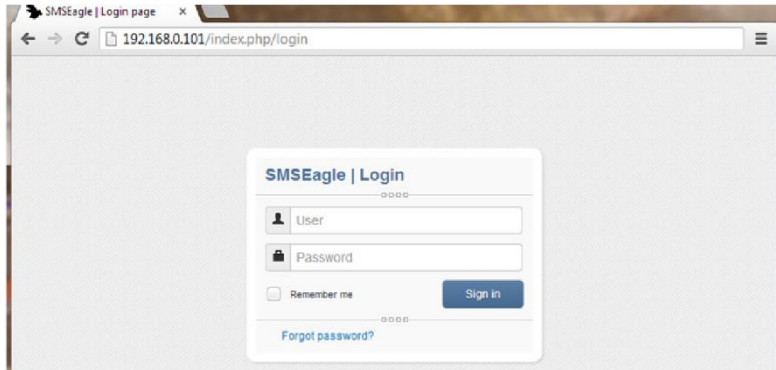 SMSEagle | Login page
192.168.0.101/index.php/login
SMSEagle | Login
User
Password
Remember me
Sign in
Forgot password?